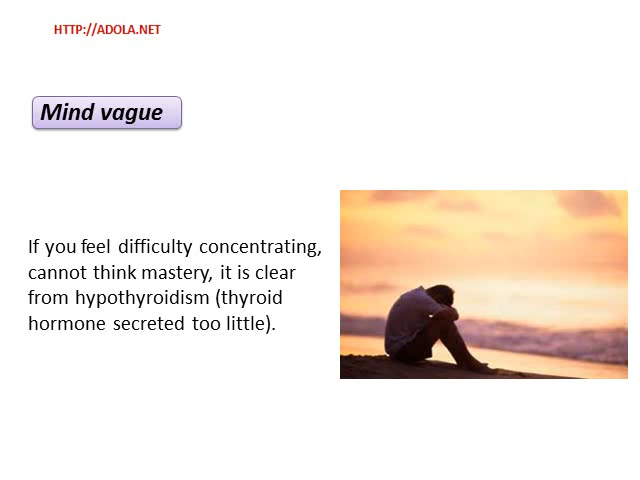 HTTP://ADOLA.NET
Mind vague
If you feel difficulty concentrating,
cannot think mastery, it is clear
from hypothyroidism (thyroid
hormone secreted too little).